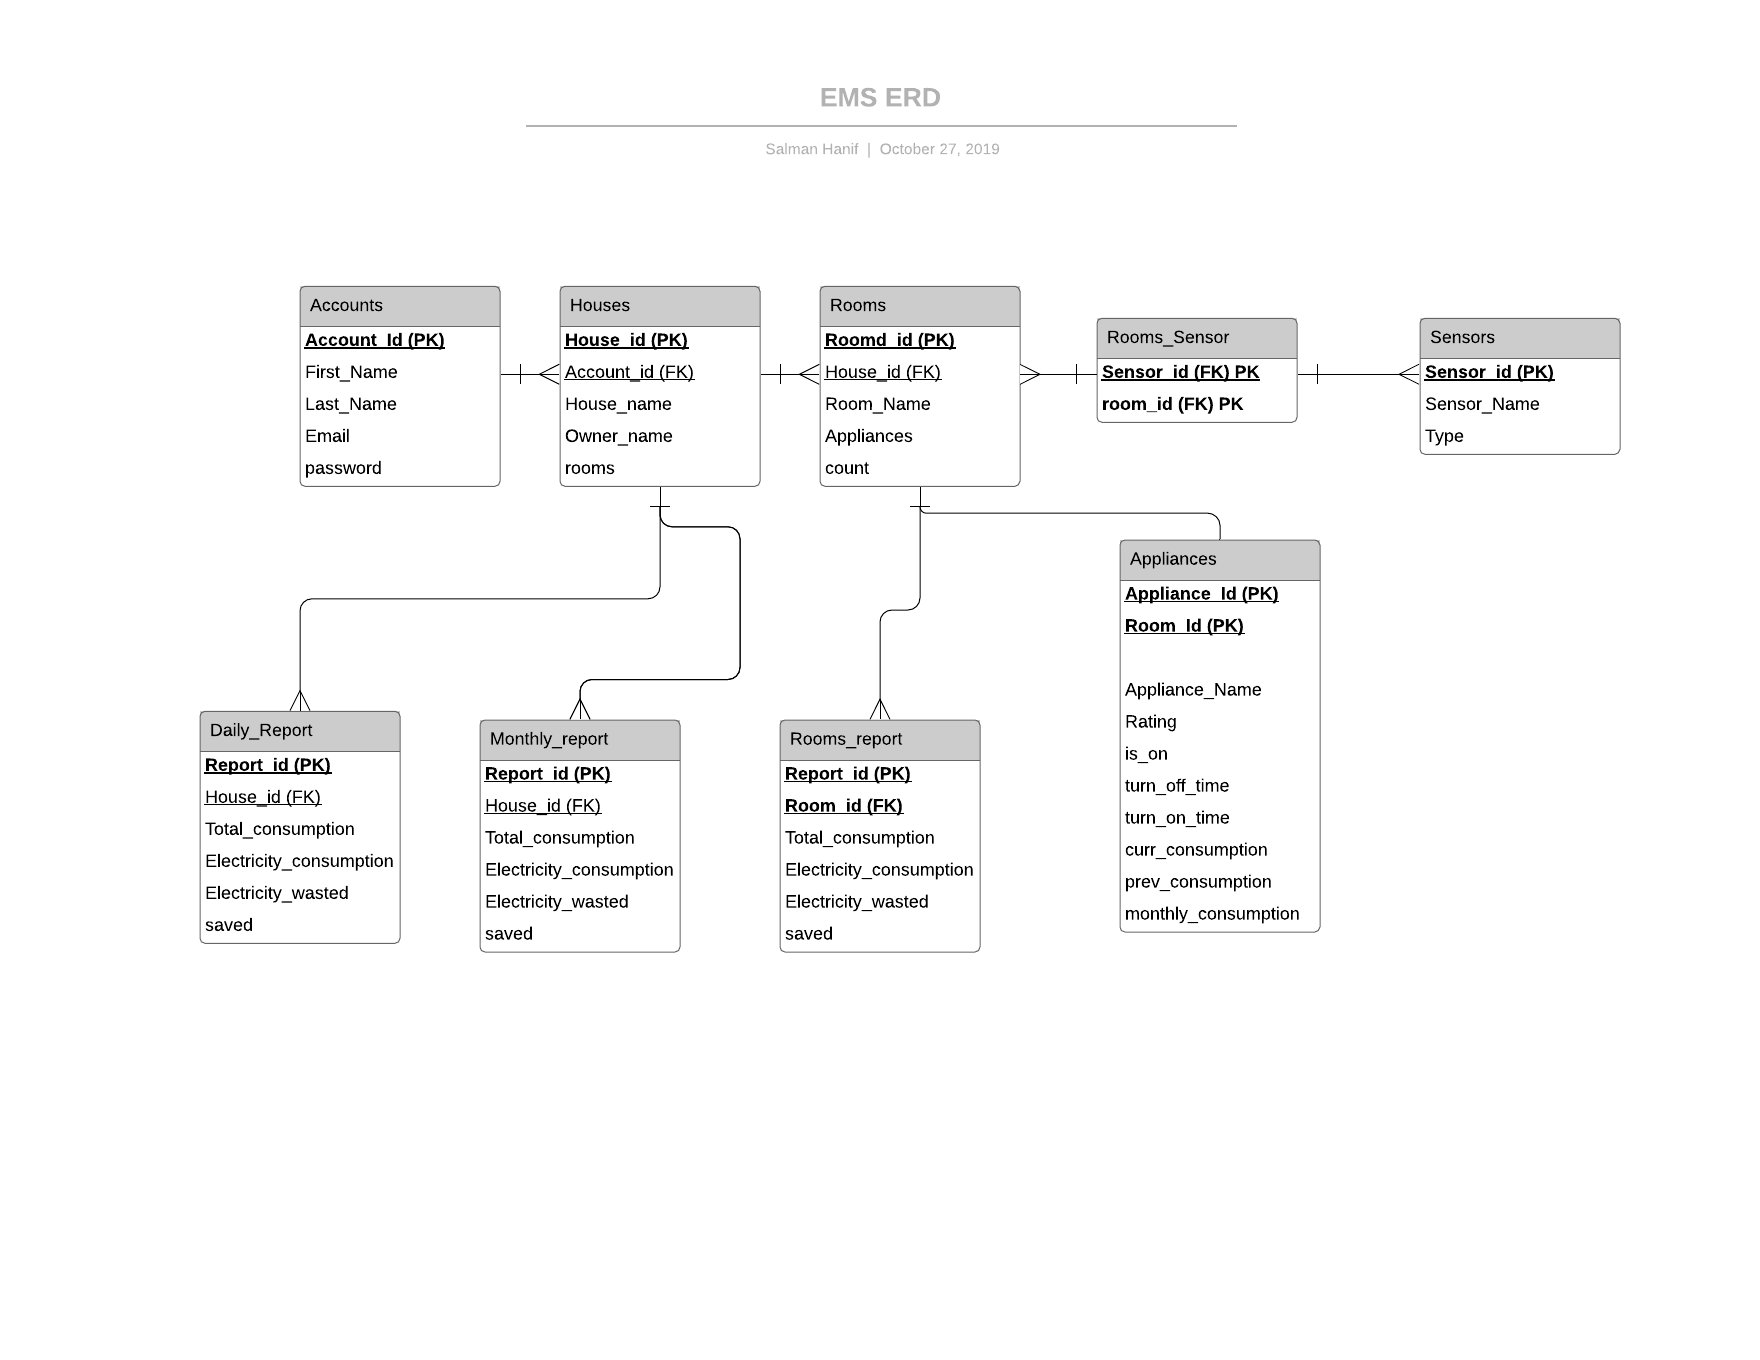 EMS ERD
Salman Hanif | October 27, 2019
Accounts
Account_Id (PK)
First_Name
Last_Name
Email
password
Houses
House_id (PK)
Account_id (FK)
House_name
Owner_name
rooms
Rooms
Roomd_id (PK)
House_id (FK)
Room_Name
Appliances
count
Rooms_Sensor
Sensor_id (FK) PK
room_id (FK) PK
Sensors
Sensor_id (PK)
Sensor_Name
Type
Daily_Report
Report_id (PK)
House_id (FK)
Total_consumption
Electricity_consumption
Electricity_wasted
saved
Monthly_report
Report_id (PK)
House_id (FK)
Total_consumption
Electricity_consumption
Electricity_wasted
saved
Rooms_report
Report_id (PK)
Room_id (FK)
Total_consumption
Electricity_consumption
Electricity_wasted
saved
Appliances
Appliance_Id (PK)
Room_Id (PK)
Appliance_Name
Rating
is_on
turn_off_time
turn_on_time
curr_consumption
prev_consumption
monthly_consumption